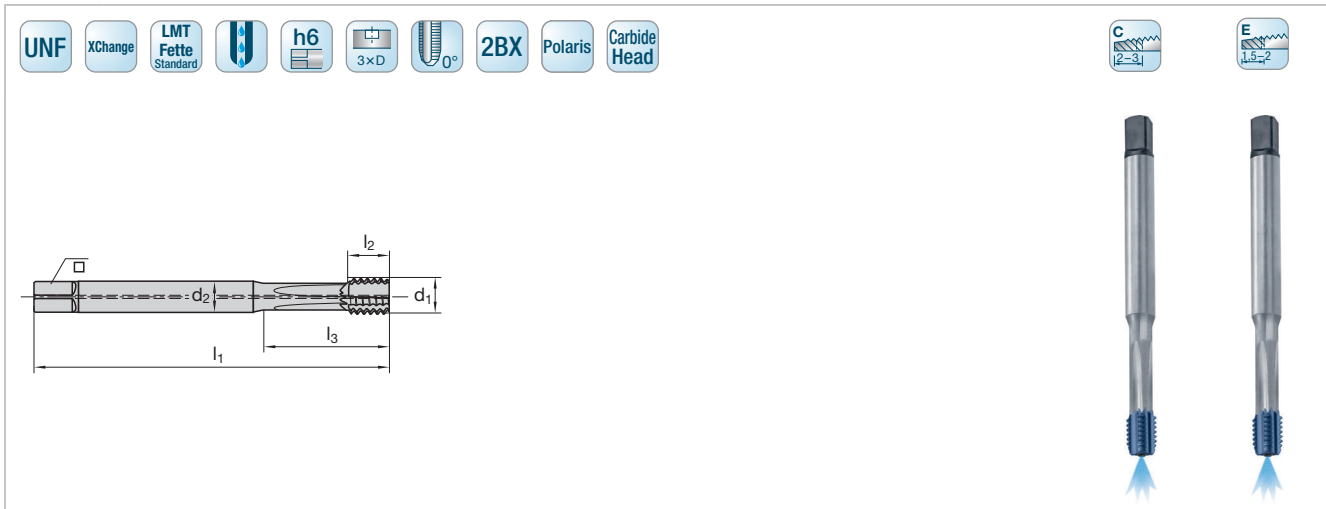 UNF
XChange
LMT
Fette
Standard
h6
3×D
0°
2BX
Polaris
Carbide
Head
C
2–3
E
1,5–2
l2
d2
d1
l3
l1